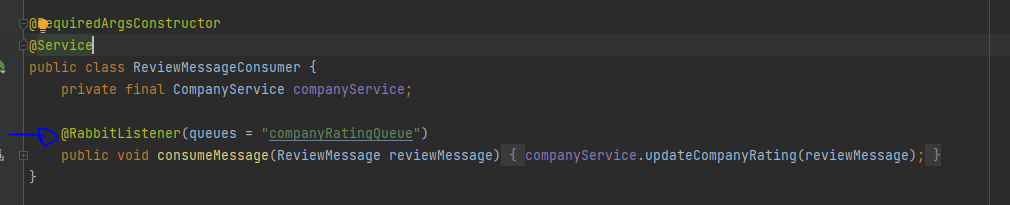 @RequiredArgsConstructor
@Service
public class ReviewMessageConsumer {
private final CompanyService companyService;
@RabbitListener(queues = "companyRatingQueue")
public void consumeMessage(ReviewMessage reviewMessage) { companyService.updateCompanyRating(reviewMessage); }
}